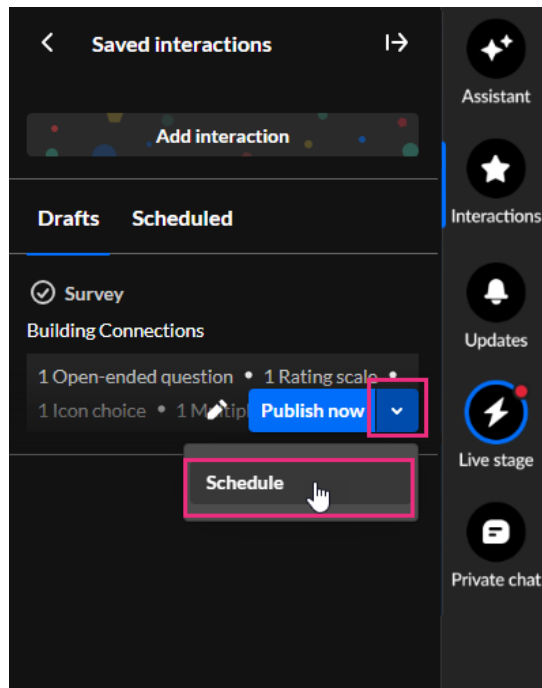 Saved interactions
Add interaction
Drafts Scheduled
Survey
Building Connections
1 Open-ended question • 1 Rating scale •
1 Icon choice • 1 Publish now
Schedule
Assistant
Interactions
Updates
Live stage
Private chat